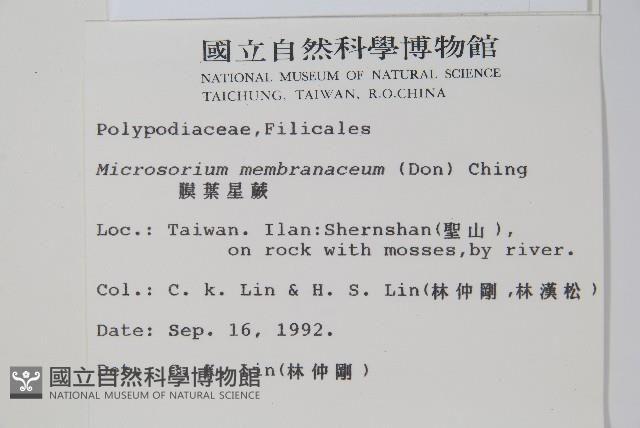 國立自然科學博物館
NATIONAL MUSEUM OF NATURAL SCIENCE
TAICHUNG, TAIWAN, R.O.CHINA
Polypodiaceae,Filicales
Microsorium membranaceum (Don) Ching
膜葉星蕨
Loc.: Taiwan. Ilan:Shernshan(聖山),
on rock with mosses,by river.
Col.: C. k. Lin & H. S. Lin(林仲剛,林漢松)
Date: Sep. 16, 1992.
Det.: C. K. Lin(林仲剛)
國立自然科學博物館
NATIONAL MUSEUM OF NATURAL SCIENCE